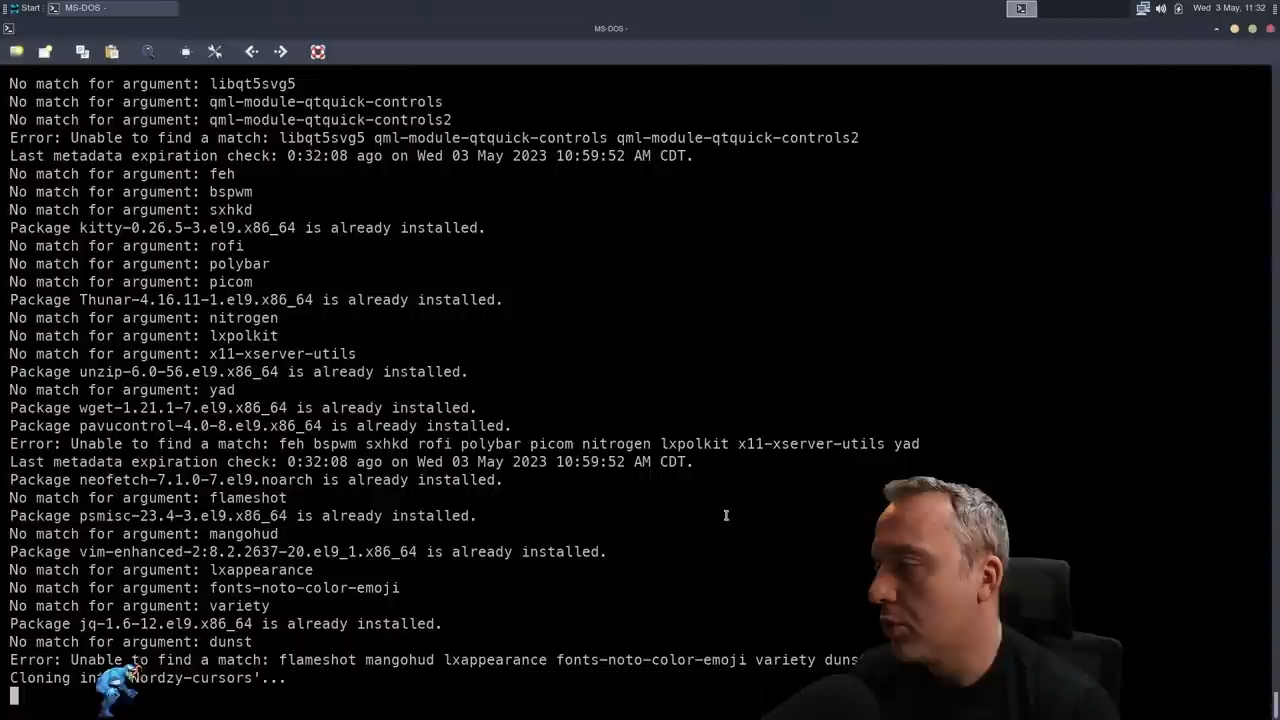 Start :
MS-DOS -
Wed 3 May, 11:32
MS-DOS -
No match for argument: libqt5svg5
No match for argument: qml-module-qtquick-controls
No match for argument: qml-module-qtquick-controls2
Error: Unable to find a match: libqt5svg5 qml-module-qtquick-controls qml-module-qtquick-controls2
Last metadata expiration check: 0:32:08 ago on Wed 03 May 2023 10:59:52 AM CDT.
No match for argument: feh
No match for argument: bspwm
No match for argument: sxhkd
Package kitty-0.26.5-3.el9.x86_64 is already installed.
No match for argument: rofi
No match for argument: polybar
No match for argument: picom
Package Thunar-4.16.11-1.el9.x86_64 is already installed.
No match for argument: nitrogen
No match for argument: lxpolkit
No match for argument: x11-xserver-utils
Package unzip-6.0-56.el9.x86_64 is already installed.
No match for argument: yad
Package wget-1.21.1-7.el9.x86_64 is already installed.
Package pavucontrol-4.0-8.el9.x86_64 is already installed.
Error: Unable to find a match: feh bspwm sxhkd rofi polybar picom nitrogen lxpolkit x11-xserver-utils yad
Last metadata expiration check: 0:32:08 ago on Wed 03 May 2023 10:59:52 AM CDT.
Package neofetch-7.1.0-7.el9.noarch is already installed.
No match for argument: flameshot
Package psmisc-23.4-3.el9.x86_64 is already installed.
No match for argument: mangohud
Package vim-enhanced-2:8.2.2637-20.el9_1.x86_64 is already installed.
No match for argument: lxappearance
No match for argument: fonts-noto-color-emoji
No match for argument: variety
Package jq-1.6-12.el9.x86_64 is already installed.
No match for argument: dunst
Error: Unable to find a match: flameshot mangohud lxappearance fonts-noto-color-emoji variety duns
Cloning in ordzy-cursors'...